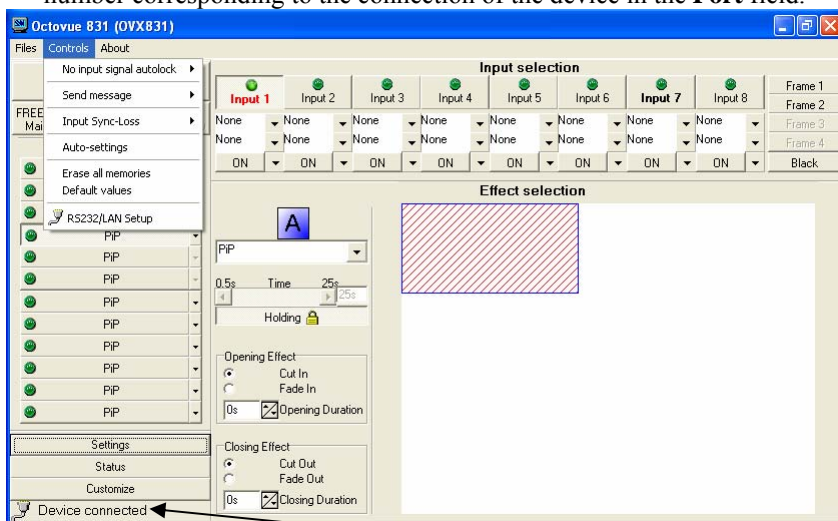 number corresponding to the connection of the device in the Port field.
Octovue 831 (OVX831)
Files Controls About
No input signal autolock
Send message
Input Sync-Loss
Auto-settings
Erase all memories
Default values
RS232/LAN Setup
FREE
Mai
PiP
PiP
PiP
PiP
PiP
PiP
PiP
PiP
PiP
Settings
Status
Customize
Device connected
Input selection
Input 1 Input 2 Input 3 Input 4 Input 5 Input 6 Input 7 Input 8
None None None None None None None None
None None None None None None None None
ON ON ON ON ON ON ON ON
Frame 1
Frame 2
Frame 3
Frame 4
Black
Effect selection
A
PiP
0.5s Time 25s
25s
Holding
Opening Effect
Cut In
Fade In
0s Opening Duration
Closing Effect
Cut Out
Fade Out
0s Closing Duration